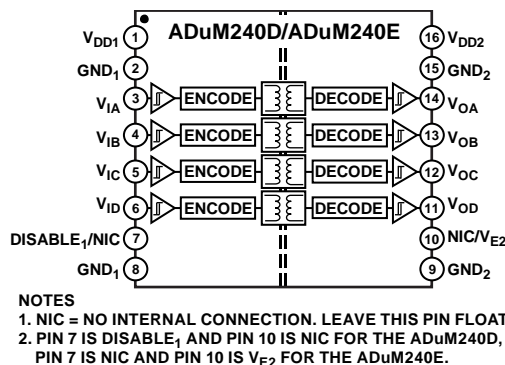 ADuM240D/ADuM240E
VDD1 1 16 VDD2
GND1 2 15 GND2
VIA 3 ENCODE DECODE 14 VOA
VIB 4 ENCODE DECODE 13 VOB
VIC 5 ENCODE DECODE 12 VOC
VID 6 ENCODE DECODE 11 VOD
DISABLE1/NIC 7 10 NIC/VE2
GND1 8 9 GND2
NOTES
1. NIC = NO INTERNAL CONNECTION. LEAVE THIS PIN FLOAT
2. PIN 7 IS DISABLE1 AND PIN 10 IS NIC FOR THE ADuM240D,
PIN 7 IS NIC AND PIN 10 IS VE2 FOR THE ADuM240E.